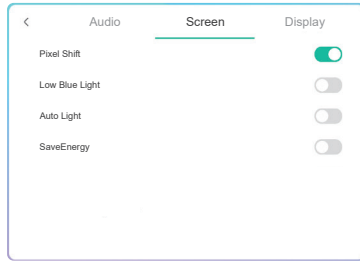 Audio Screen Display
Pixel Shift
Low Blue Light
Auto Light
SaveEnergy